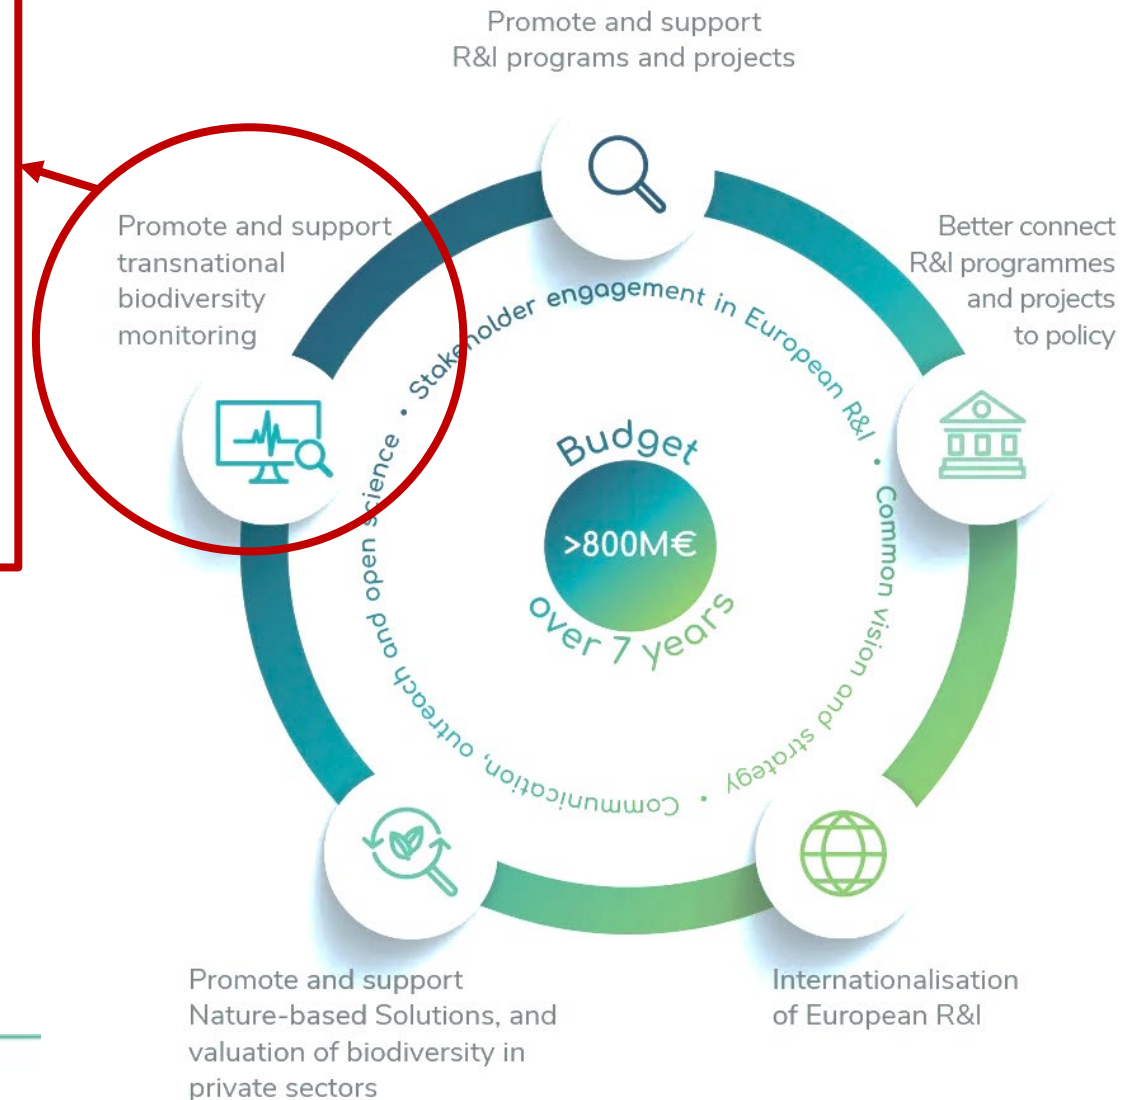 Promote and support
R&I programs and projects
Promote and support
transnational
biodiversity
monitoring
Better connect
R&I programmes
and projects
to policy
Stakeholder engagement in European R&I • Common vision and strategy • Communication, outreach and open science •
Budget
>800M€
over 7 years
Promote and support
Nature-based Solutions, and
valuation of biodiversity in
private sectors
Internationalisation
of European R&I